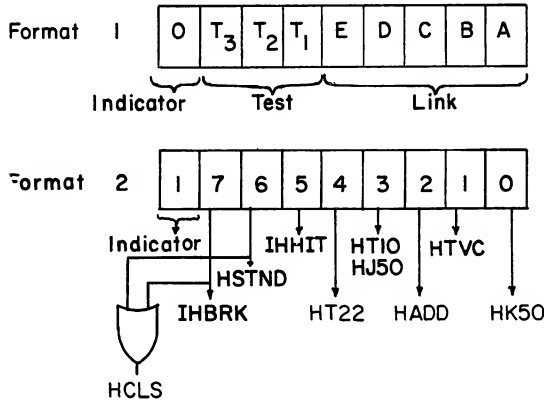 Format 1 0 T3 T2 T1 E D C B A
Indicator Test Link
Format 2 1 7 6 5 4 3 2 1 0
Indicator IHHIT HT10 HTVC
HJ50
HSTND
IHBRK HT22 HADD HK50
HCLS